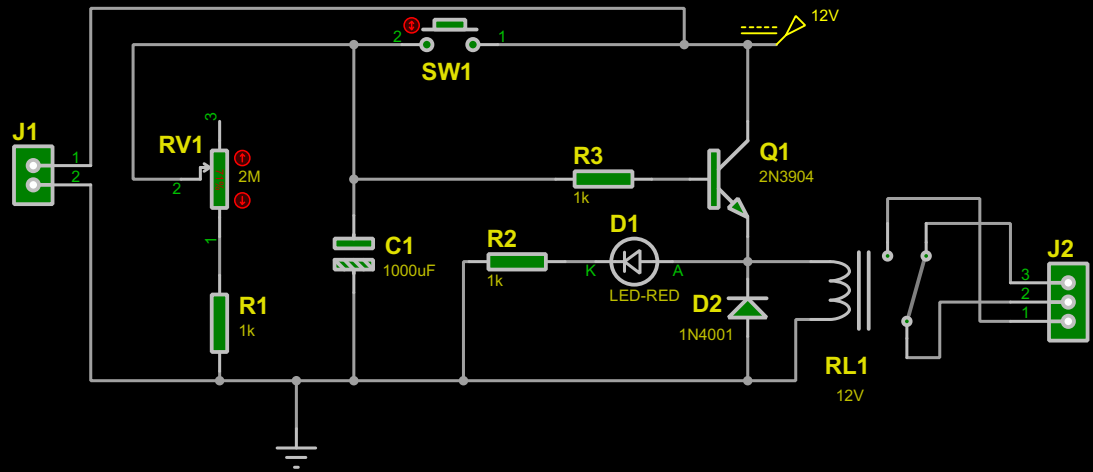 12V
2
1
SW1
3
J1
RV1
R3
Q1
1
2M
2N3904
2
2
1k
1
D1
C1
R2
1000uF
K
A
J2
1k
LED-RED
3
R1
D2
2
1k
1N4001
1
RL1
12V